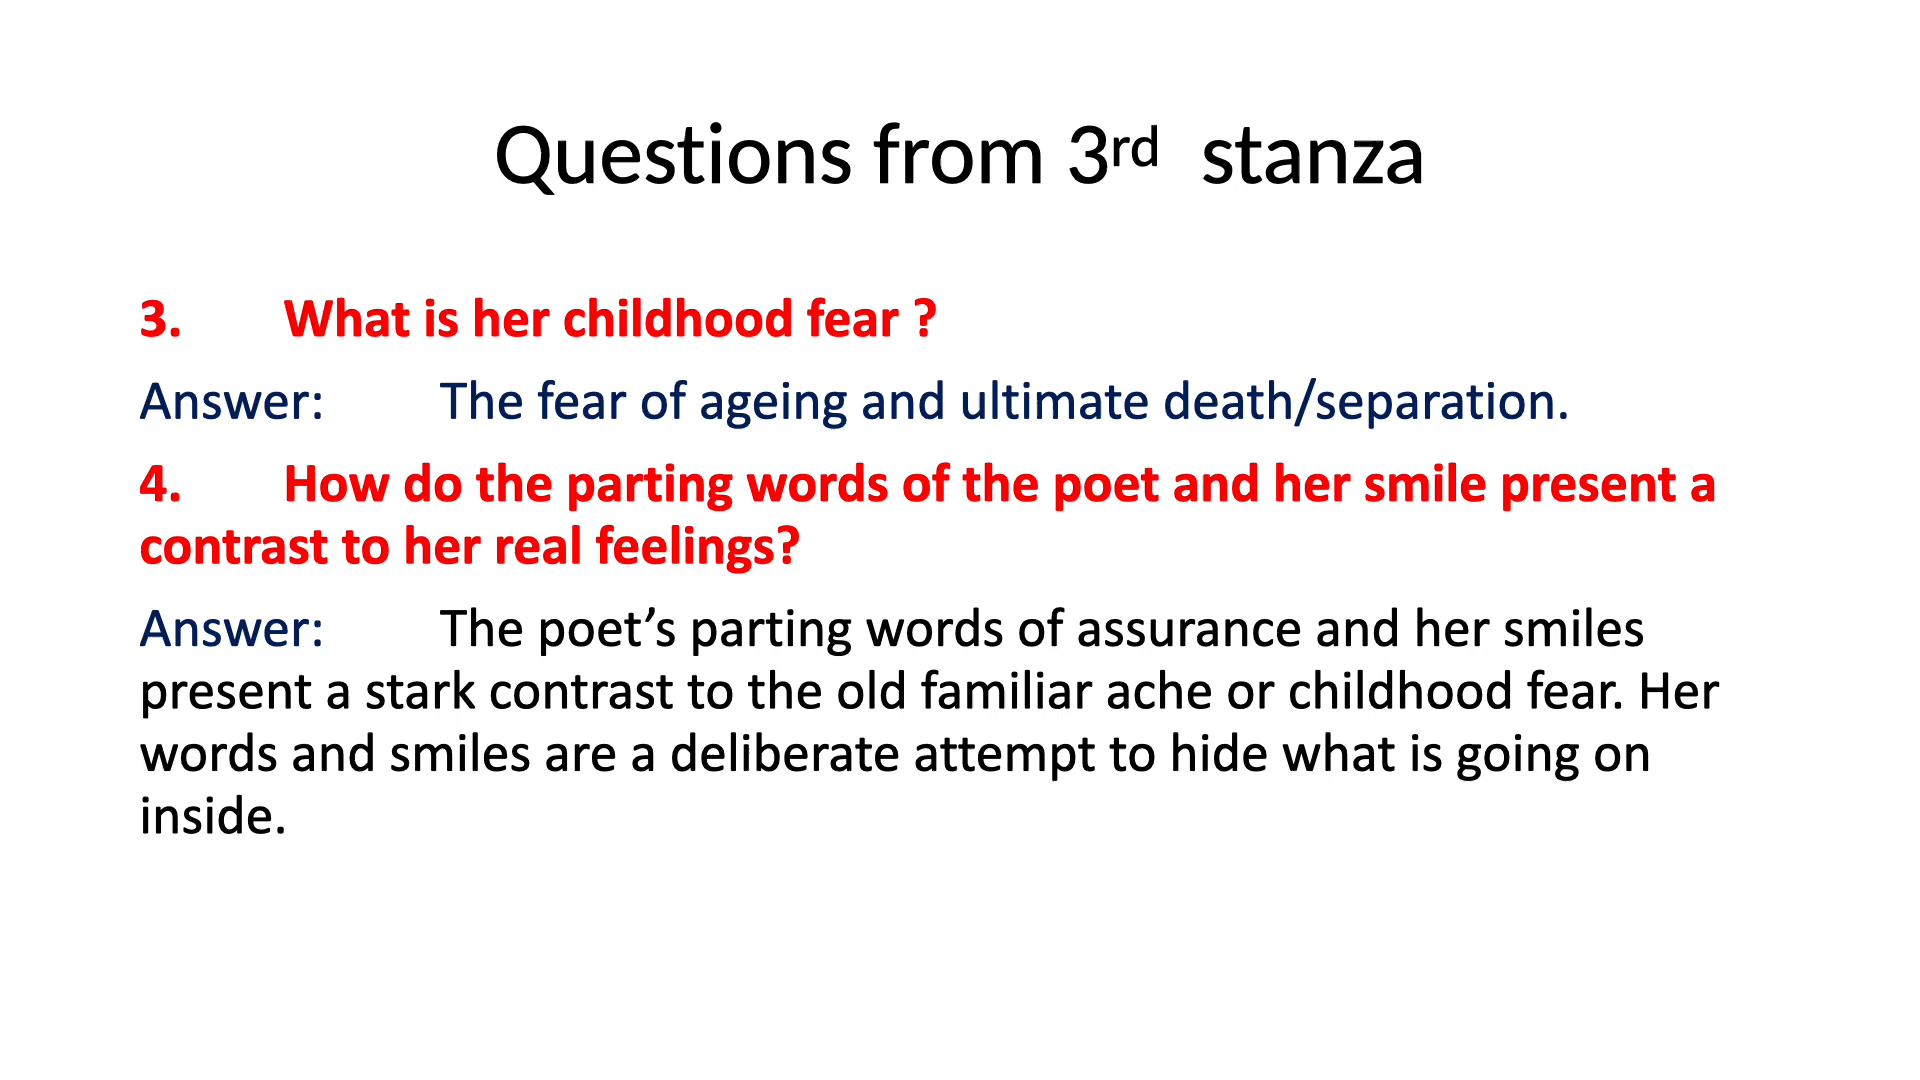 Questions from 3rd stanza
3. What is her childhood fear ?
Answer: The fear of ageing and ultimate death/separation.
4. How do the parting words of the poet and her smile present a
contrast to her real feelings?
Answer: The poet’s parting words of assurance and her smiles
present a stark contrast to the old familiar ache or childhood fear. Her
words and smiles are a deliberate attempt to hide what is going on
inside.